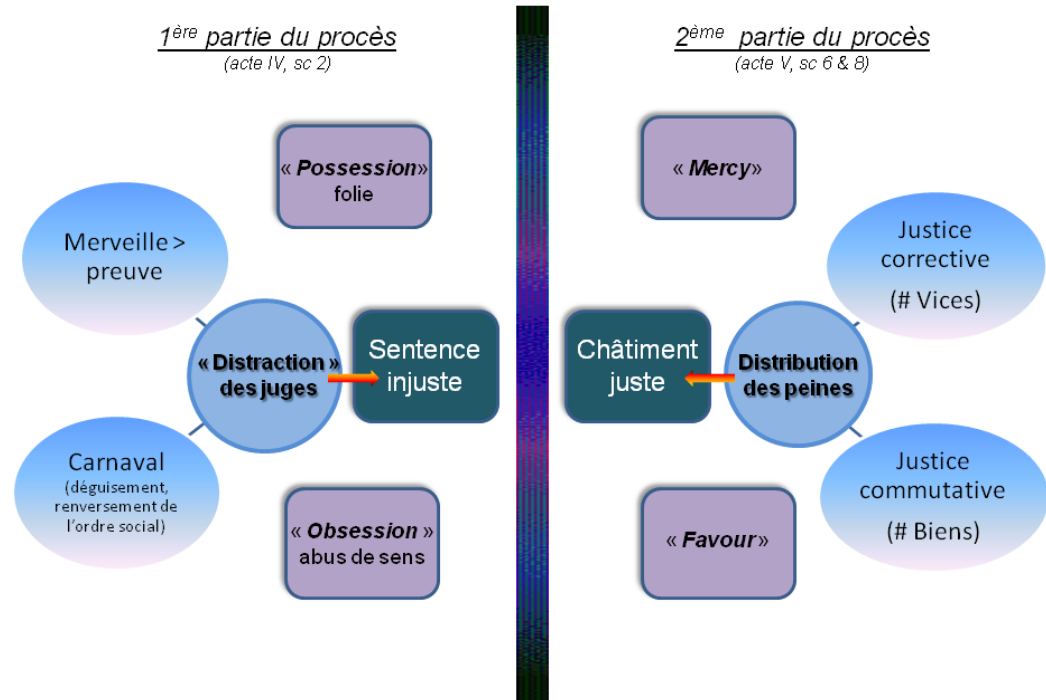 1ère partie du procès
(acte IV, sc 2)
« Possession»
folie
Merveille >
preuve
« Distraction »
des juges
Sentence
injuste
Carnaval
(déguisement,
renversement de
l'ordre social)
« Obsession »
abus de sens
2ème partie du procès
(acte V, sc 6 & 8)
« Mercy»
Justice
corrective
(# Vices)
Châtiment
juste
Distribution
des peines
Justice
commutative
(# Biens)
« Favour»